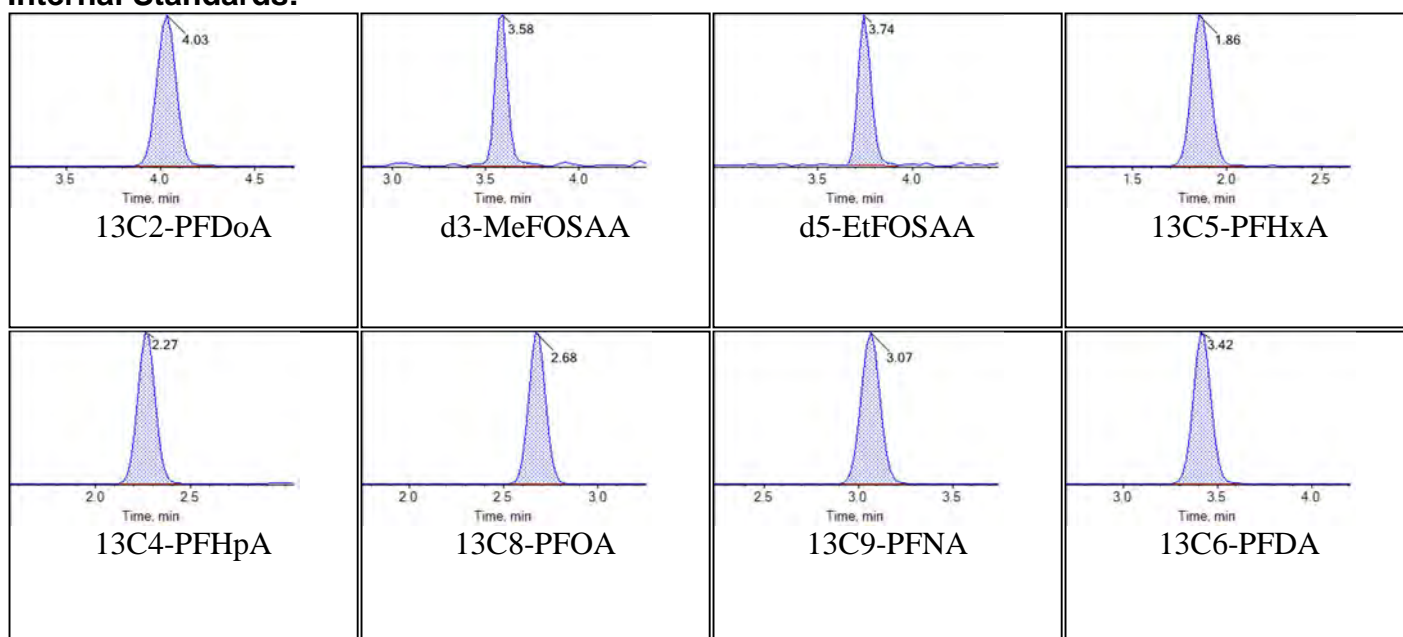 Internal Standards:
4.03
3.5 4.0 4.5
Time, min
13C2-PFDoA
3.58
3.0 3.5 4.0
Time, min
d3-MeFOSAA
3.74
3.5 4.0
Time, min
d5-EtFOSAA
1.86
1.5 2.0 2.5
Time, min
13C5-PFHxA
2.27
2.0 2.5
Time, min
13C4-PFHpA
2.68
2.0 2.5 3.0
Time, min
13C8-PFOA
3.07
2.5 3.0 3.5
Time, min
13C9-PFNA
3.42
3.0 3.5 4.0
Time, min
13C6-PFDA